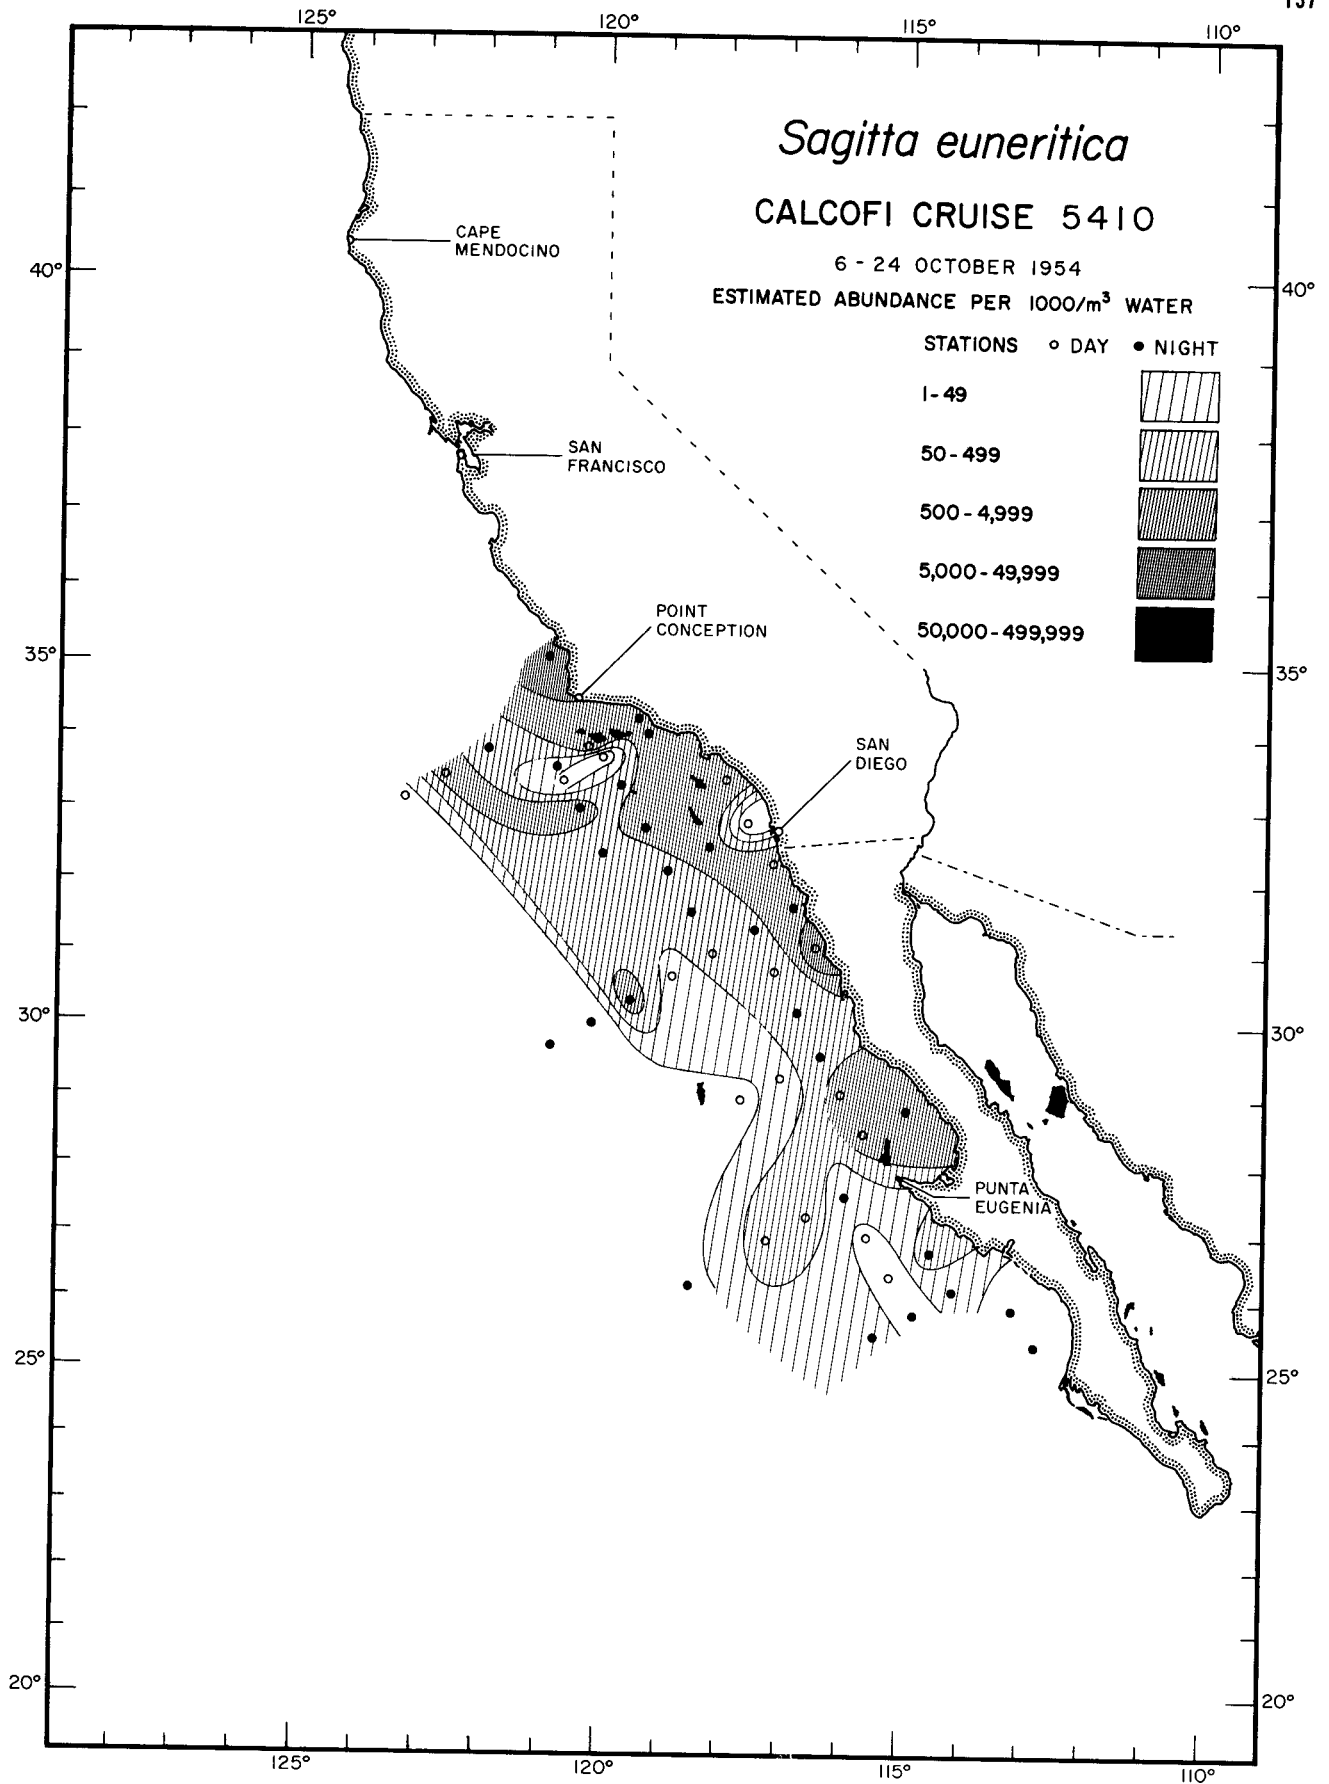 137
125°
120°
115°
110°
Sagitta euneritica
CALCOFI CRUISE 5410
6 - 24 OCTOBER 1954
ESTIMATED ABUNDANCE PER 1000/m³ WATER
STATIONS ○ DAY ● NIGHT
1-49
50-499
500-4,999
5,000-49,999
50,000-499,999
CAPE
MENDOCINO
40°
40°
SAN
FRANCISCO
POINT
CONCEPTION
35°
35°
SAN
DIEGO
30°
30°
PUNTA
EUGENIA
25°
25°
20°
20°
125°
120°
115°
110°